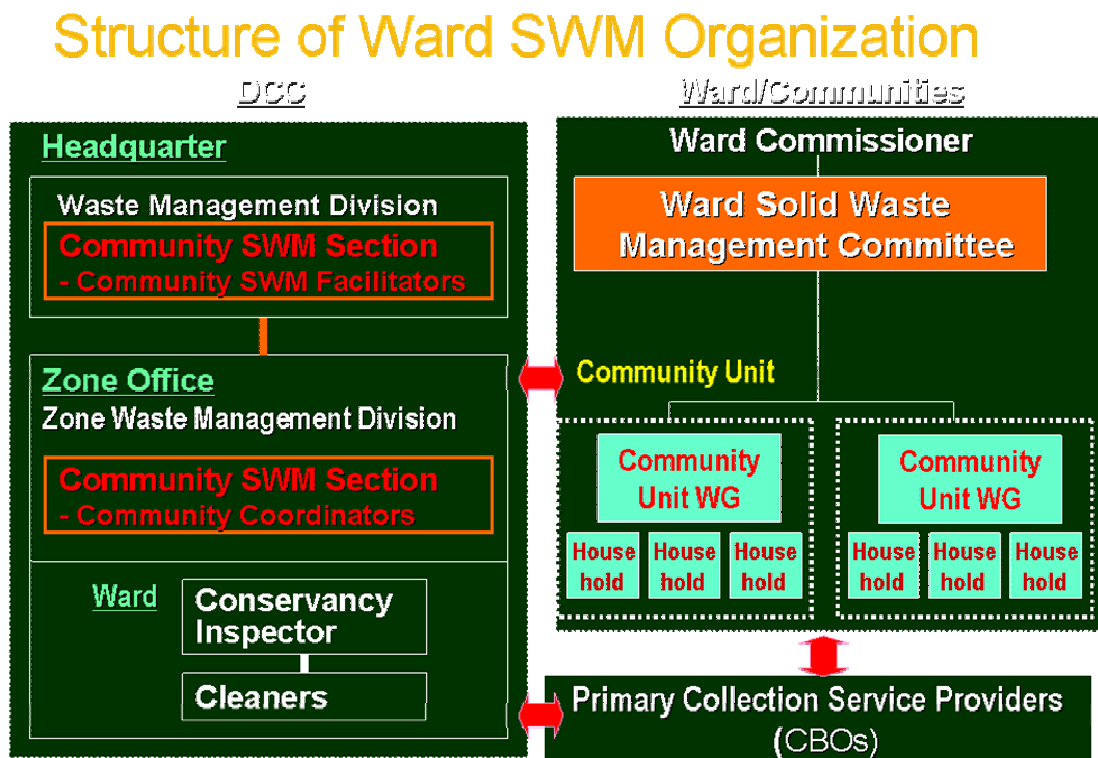 Structure of Ward SWM Organization
DCC
Headquarter
Waste Management Division
Community SWM Section
- Community SWM Facilitators
Zone Office
Zone Waste Management Division
Community SWM Section
- Community Coordinators
Ward
Conservancy
Inspector
Cleaners
Ward/Communities
Ward Commissioner
Ward Solid Waste
Management Committee
Community Unit
Community
Unit WG
House
hold
House
hold
House
hold
Community
Unit WG
House
hold
House
hold
House
hold
Primary Collection Service Providers
(CBOs)